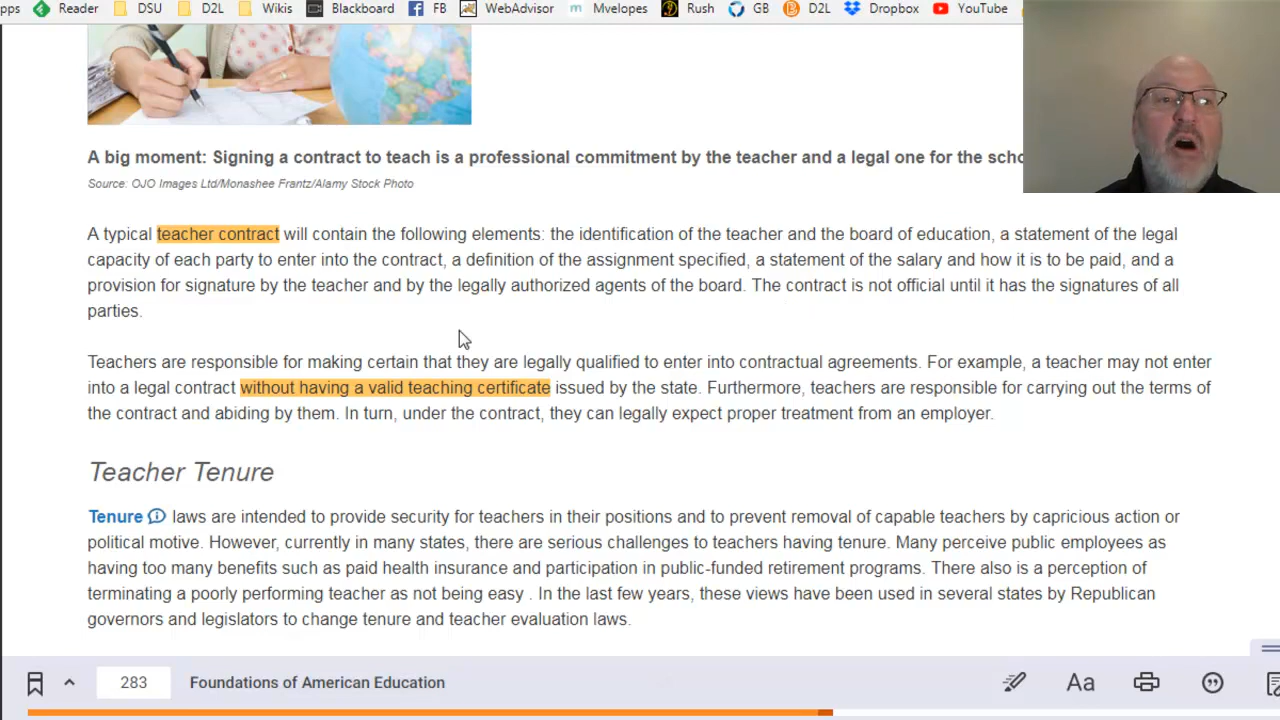 pps Reader DSU D2L Wikis Blackboard FB WebAdvisor Mvelopes Rush GB D2L Dropbox YouTube
A big moment: Signing a contract to teach is a professional commitment by the teacher and a legal one for the scho
Source: OJO Images Ltd/Monashee Frantz/Alamy Stock Photo
A typical teacher contract will contain the following elements: the identification of the teacher and the board of education, a statement of the legal
capacity of each party to enter into the contract, a definition of the assignment specified, a statement of the salary and how it is to be paid, and a
provision for signature by the teacher and by the legally authorized agents of the board. The contract is not official until it has the signatures of all
parties.
Teachers are responsible for making certain that they are legally qualified to enter into contractual agreements. For example, a teacher may not enter
into a legal contract without having a valid teaching certificate issued by the state. Furthermore, teachers are responsible for carrying out the terms of
the contract and abiding by them. In turn, under the contract, they can legally expect proper treatment from an employer.
Teacher Tenure
Tenure laws are intended to provide security for teachers in their positions and to prevent removal of capable teachers by capricious action or
political motive. However, currently in many states, there are serious challenges to teachers having tenure. Many perceive public employees as
having too many benefits such as paid health insurance and participation in public-funded retirement programs. There also is a perception of
terminating a poorly performing teacher as not being easy . In the last few years, these views have been used in several states by Republican
governors and legislators to change tenure and teacher evaluation laws.
283 Foundations of American Education Aa